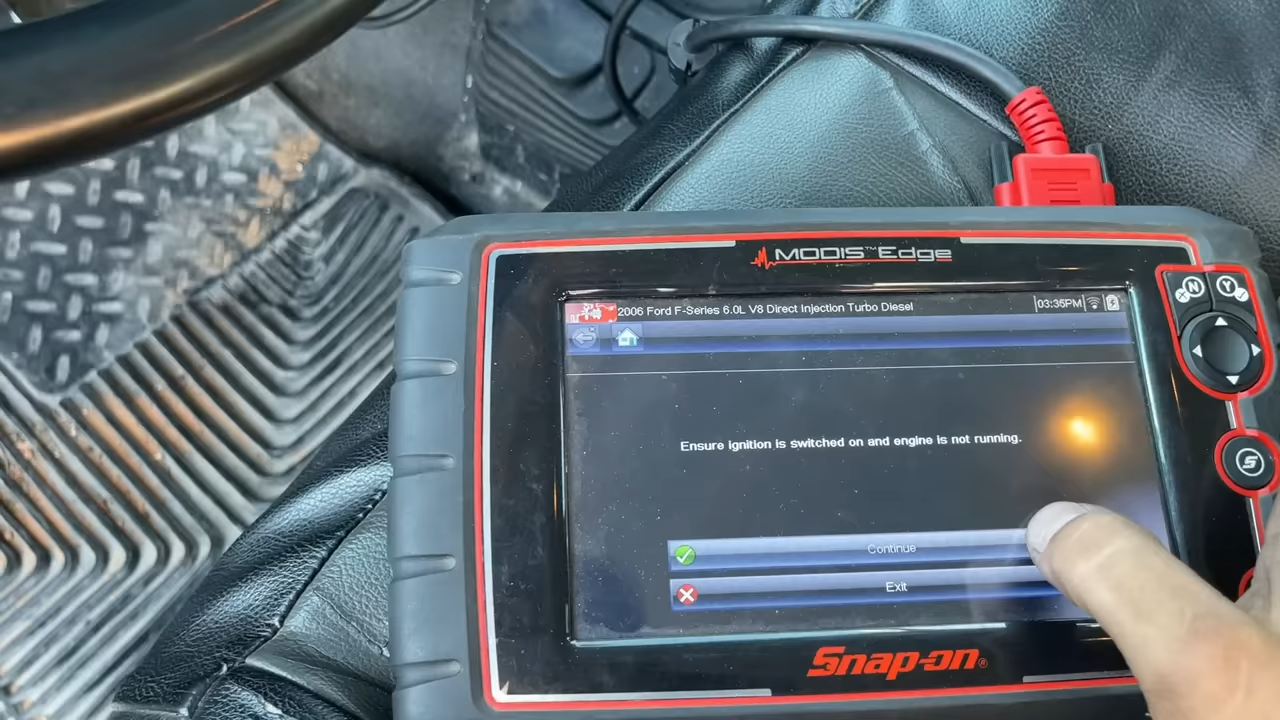 MODIS™ Edge
2006 Ford F-Series 6.0L V8 Direct Injection Turbo Diesel 03:35PM
N Y
Ensure ignition is switched on and engine is not running.
S
Continue
Exit
Snap-on®